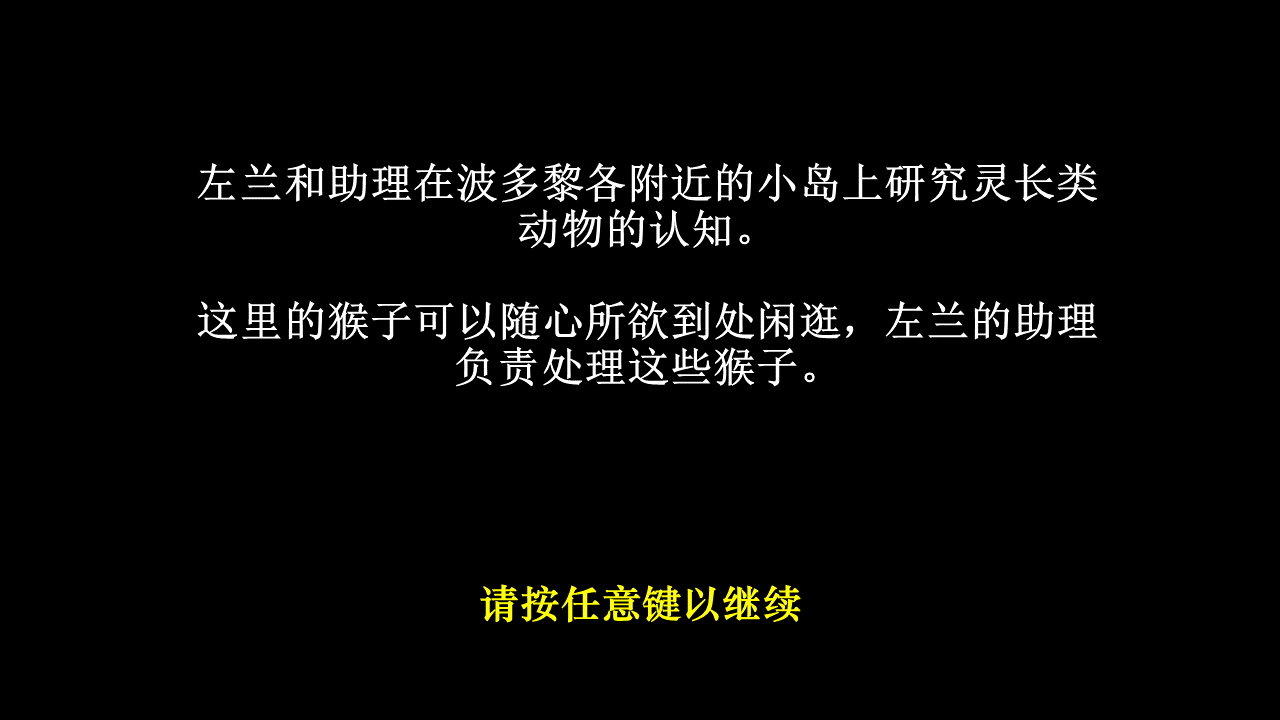 左兰和助理在波多黎各附近的小岛上研究灵长类
动物的认知。
这里的猴子可以随心所欲到处闲逛，左兰的助理
负责处理这些猴子。
请按任意键以继续